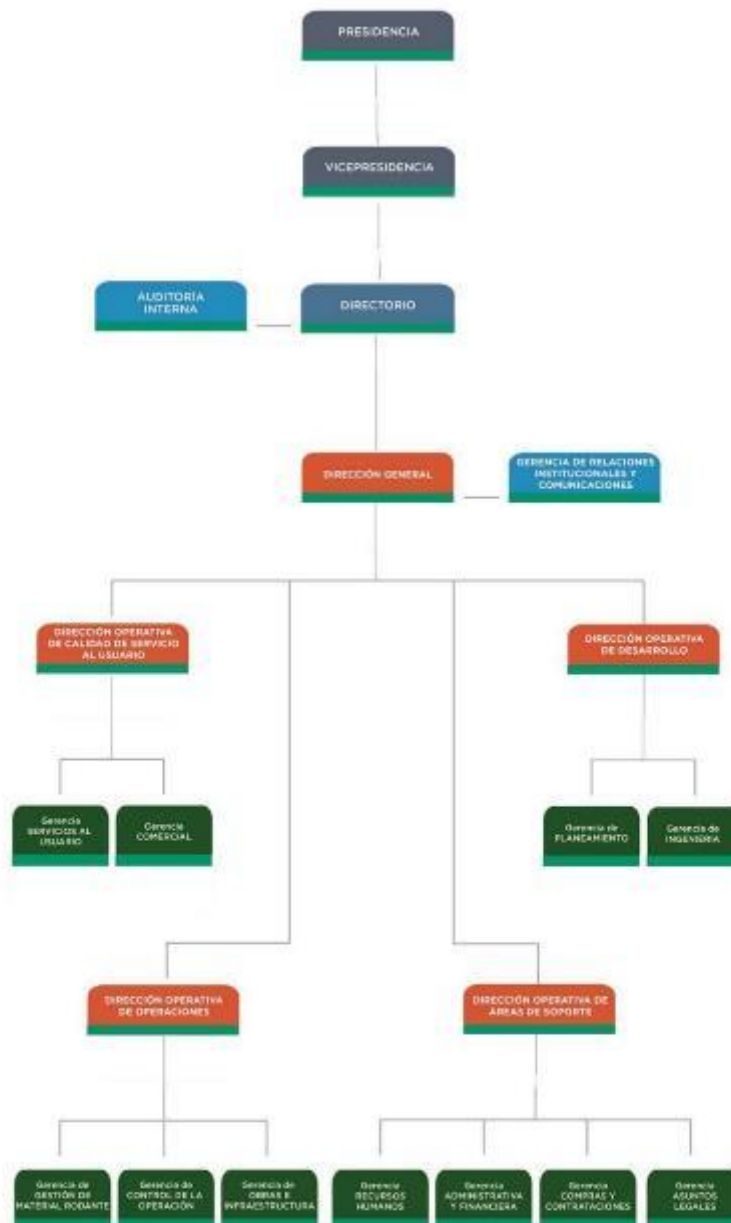 PRESIDENCIA
VICEPRESIDENCIA
AUDITORÍA
INTERNA
DIRECTORIO
DIRECCIÓN GENERAL
GERENCIA DE RELACIONES
INSTITUCIONALES Y
COMUNICACIONES
DIRECCIÓN OPERATIVA
DE CALIDAD DE SERVICIO
AL USUARIO
DIRECCIÓN OPERATIVA
DE DESARROLLO
Gerencia
SERVICIOS AL
USUARIO
Gerencia
COMERCIAL
Gerencia de
PLANEAMIENTO
Gerencia de
INGENIERIA
DIRECCIÓN OPERATIVA
DE OPERACIONES
DIRECCIÓN OPERATIVA DE
ÁREAS DE SOPORTE
Gerencia de
GESTIÓN DE
MATERIAL RODANTE
Gerencia de
CONTROL DE LA
OPERACIÓN
Gerencia de
OBRAS E
INFRAESTRUCTURA
Gerencia
RECURSOS
HUMANOS
Gerencia
ADMINISTRATIVA
Y FINANCIERA
Gerencia
COMPRAS Y
CONTRATACIONES
Gerencia
ASUNTOS
LEGALES